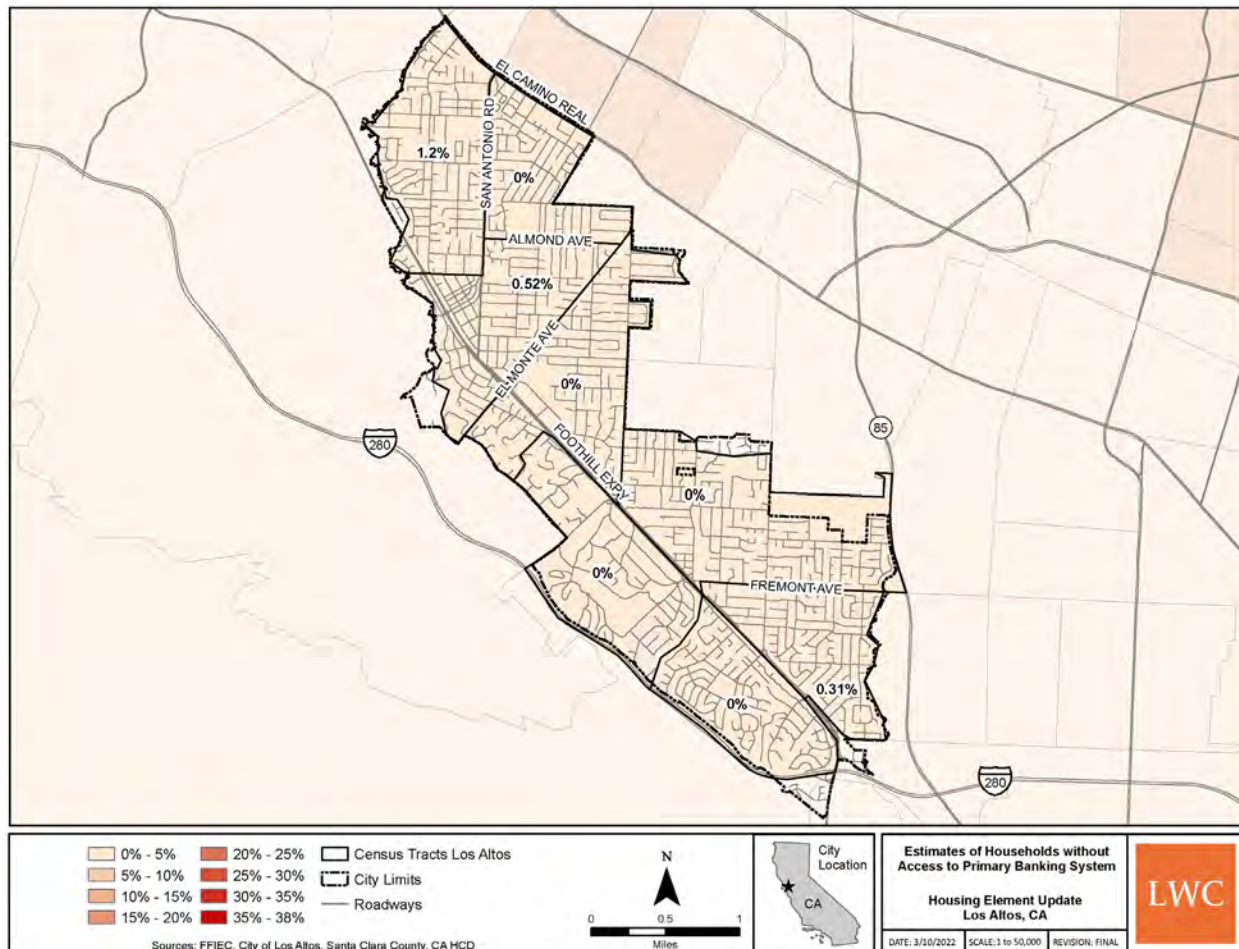 EL CAMINO REAL
SAN ANTONIO RD
1.2%
0%
ALMOND AVE
0.52%
EL MONTE AVE
0%
FOOTHILL EXPY
280
85
0%
0%
FREMONT AVE
0.31%
0%
280
0% - 5%
5% - 10%
10% - 15%
15% - 20%
20% - 25%
25% - 30%
30% - 35%
35% - 38%
Census Tracts Los Altos
City Limits
Roadways
Sources: FFIEC, City of Los Altos, Santa Clara County, CA HCD
N
0 0.5 1
Miles
City
Location
CA
Estimates of Households without
Access to Primary Banking System
Housing Element Update
Los Altos, CA
DATE: 3/10/2022 SCALE:1 to 50,000 REVISION: FINAL
LWC